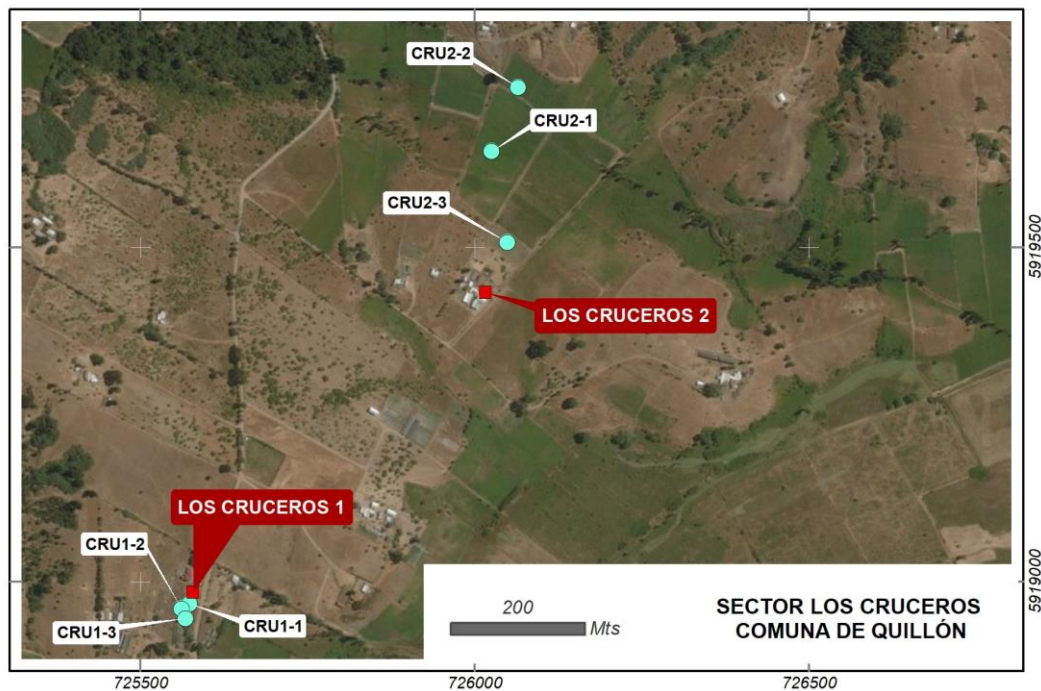 CRU2-2
CRU2-1
CRU2-3
5919500
LOS CRUCEROS 2
LOS CRUCEROS 1
CRU1-2
5919000
200
Mts
SECTOR LOS CRUCEROS
COMUNA DE QUILLÓN
CRU1-1
CRU1-3
725500
726000
726500